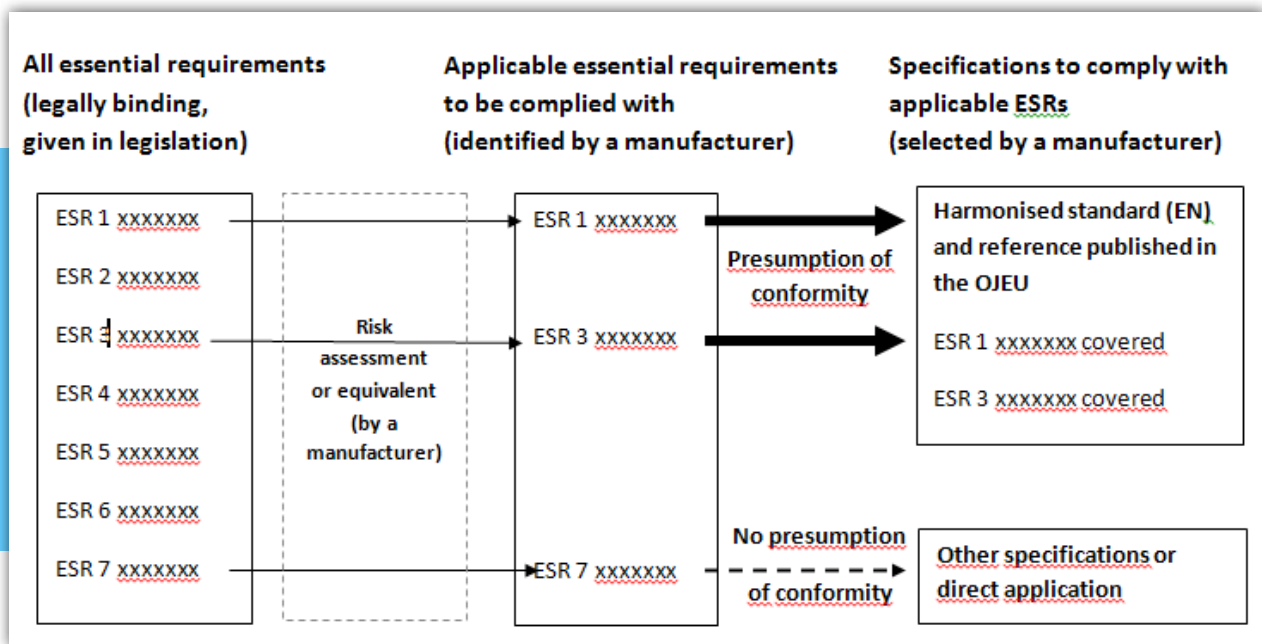 All essential requirements
(legally binding,
given in legislation)
Applicable essential requirements
to be complied with
(identified by a manufacturer)
Specifications to comply with
applicable ESRs
(selected by a manufacturer)
ESR 1 xxxxxxx
ESR 2 xxxxxxx
ESR 3 xxxxxxx
ESR 4 xxxxxxx
ESR 5 xxxxxxx
ESR 6 xxxxxxx
ESR 7 xxxxxxx
Risk
assessment
or equivalent
(by a
manufacturer)
ESR 1 xxxxxxx
ESR 3 xxxxxxx
ESR 7 xxxxxxx
Presumption of
conformity
No presumption
of conformity
Harmonised standard (EN)
and reference published in
the OJEU
ESR 1 xxxxxxx covered
ESR 3 xxxxxxx covered
Other specifications or
direct application